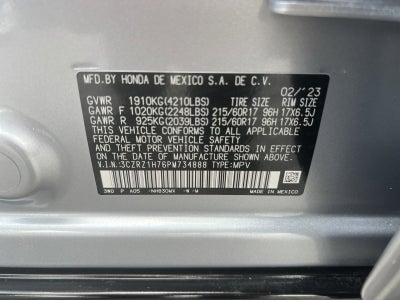 MFD.BY HONDA DE MEXICO S.A. DE C.V.
02/'23
GVWR 1910KG(4210LBS) TIRE SIZE RIM SIZE
GAWR F 1020KG(2248LBS) 215/60R17 96H 17X6.5J
GAWR R 925KG(2039LBS) 215/60R17 96H 17X6.5J
THIS VEHICLE CONFORMS TO ALL APPLICABLE
FEDERAL MOTOR VEHICLE SAFETY STANDARDS
IN EFFECT ON THE DATE OF MANUFACTURE SHOWN ABOVE.
V.I.N.:3CZRZ1H76PM734888 TYPE:MPV
3W0 P A05 NH830MX -W -M MADE IN MEXICO